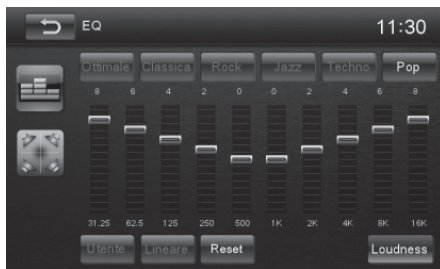 EQ 11:30
Ottimale Classica Rock Jazz Techno Pop
8 6 4 2 0 0 2 4 6 8
31.25 62.5 125 250 500 1K 2K 4K 8K 16K
Utente Lineare Reset Loudness